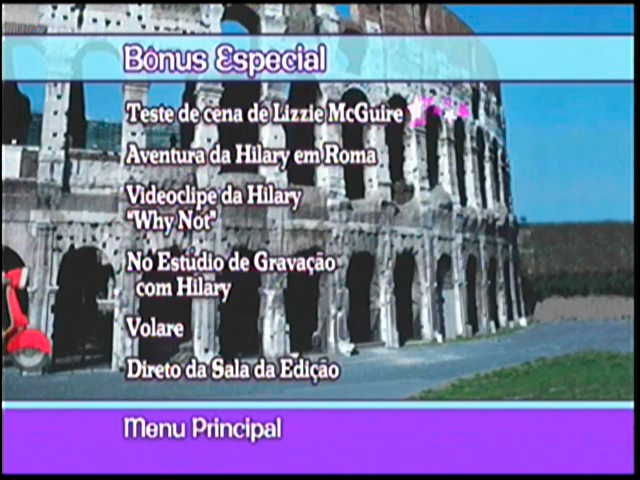 Bônus Especial
Teste de cena de Lizzie McGuire
Aventura da Hilary em Roma
Videoclipe da Hilary
"Why Not"
No Estúdio de Gravação
com Hilary
Volare
Direto da Sala da Edição
Menu Principal